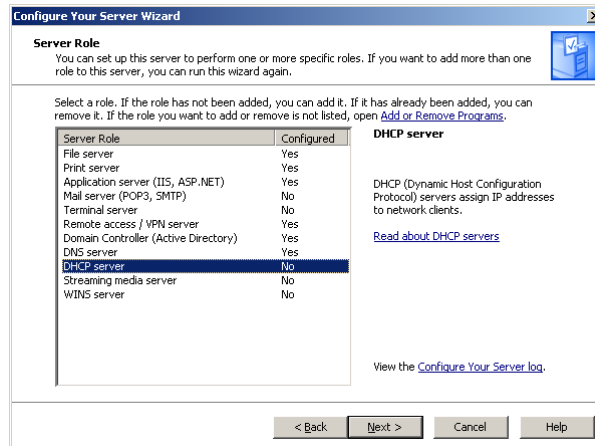 Configure Your Server Wizard
Server Role
You can set up this server to perform one or more specific roles. If you want to add more than one
role to this server, you can run this wizard again.
Select a role. If the role has not been added, you can add it. If it has already been added, you can
remove it. If the role you want to add or remove is not listed, open Add or Remove Programs.
Server Role Configured
File server Yes
Print server Yes
Application server (IIS, ASP.NET) Yes
Mail server (POP3, SMTP) No
Terminal server No
Remote access / VPN server Yes
Domain Controller (Active Directory) Yes
DNS server Yes
DHCP server No
Streaming media server No
WINS server No
DHCP server
DHCP (Dynamic Host Configuration
Protocol) servers assign IP addresses
to network clients.
Read about DHCP servers
View the Configure Your Server log.
< Back Next > Cancel Help